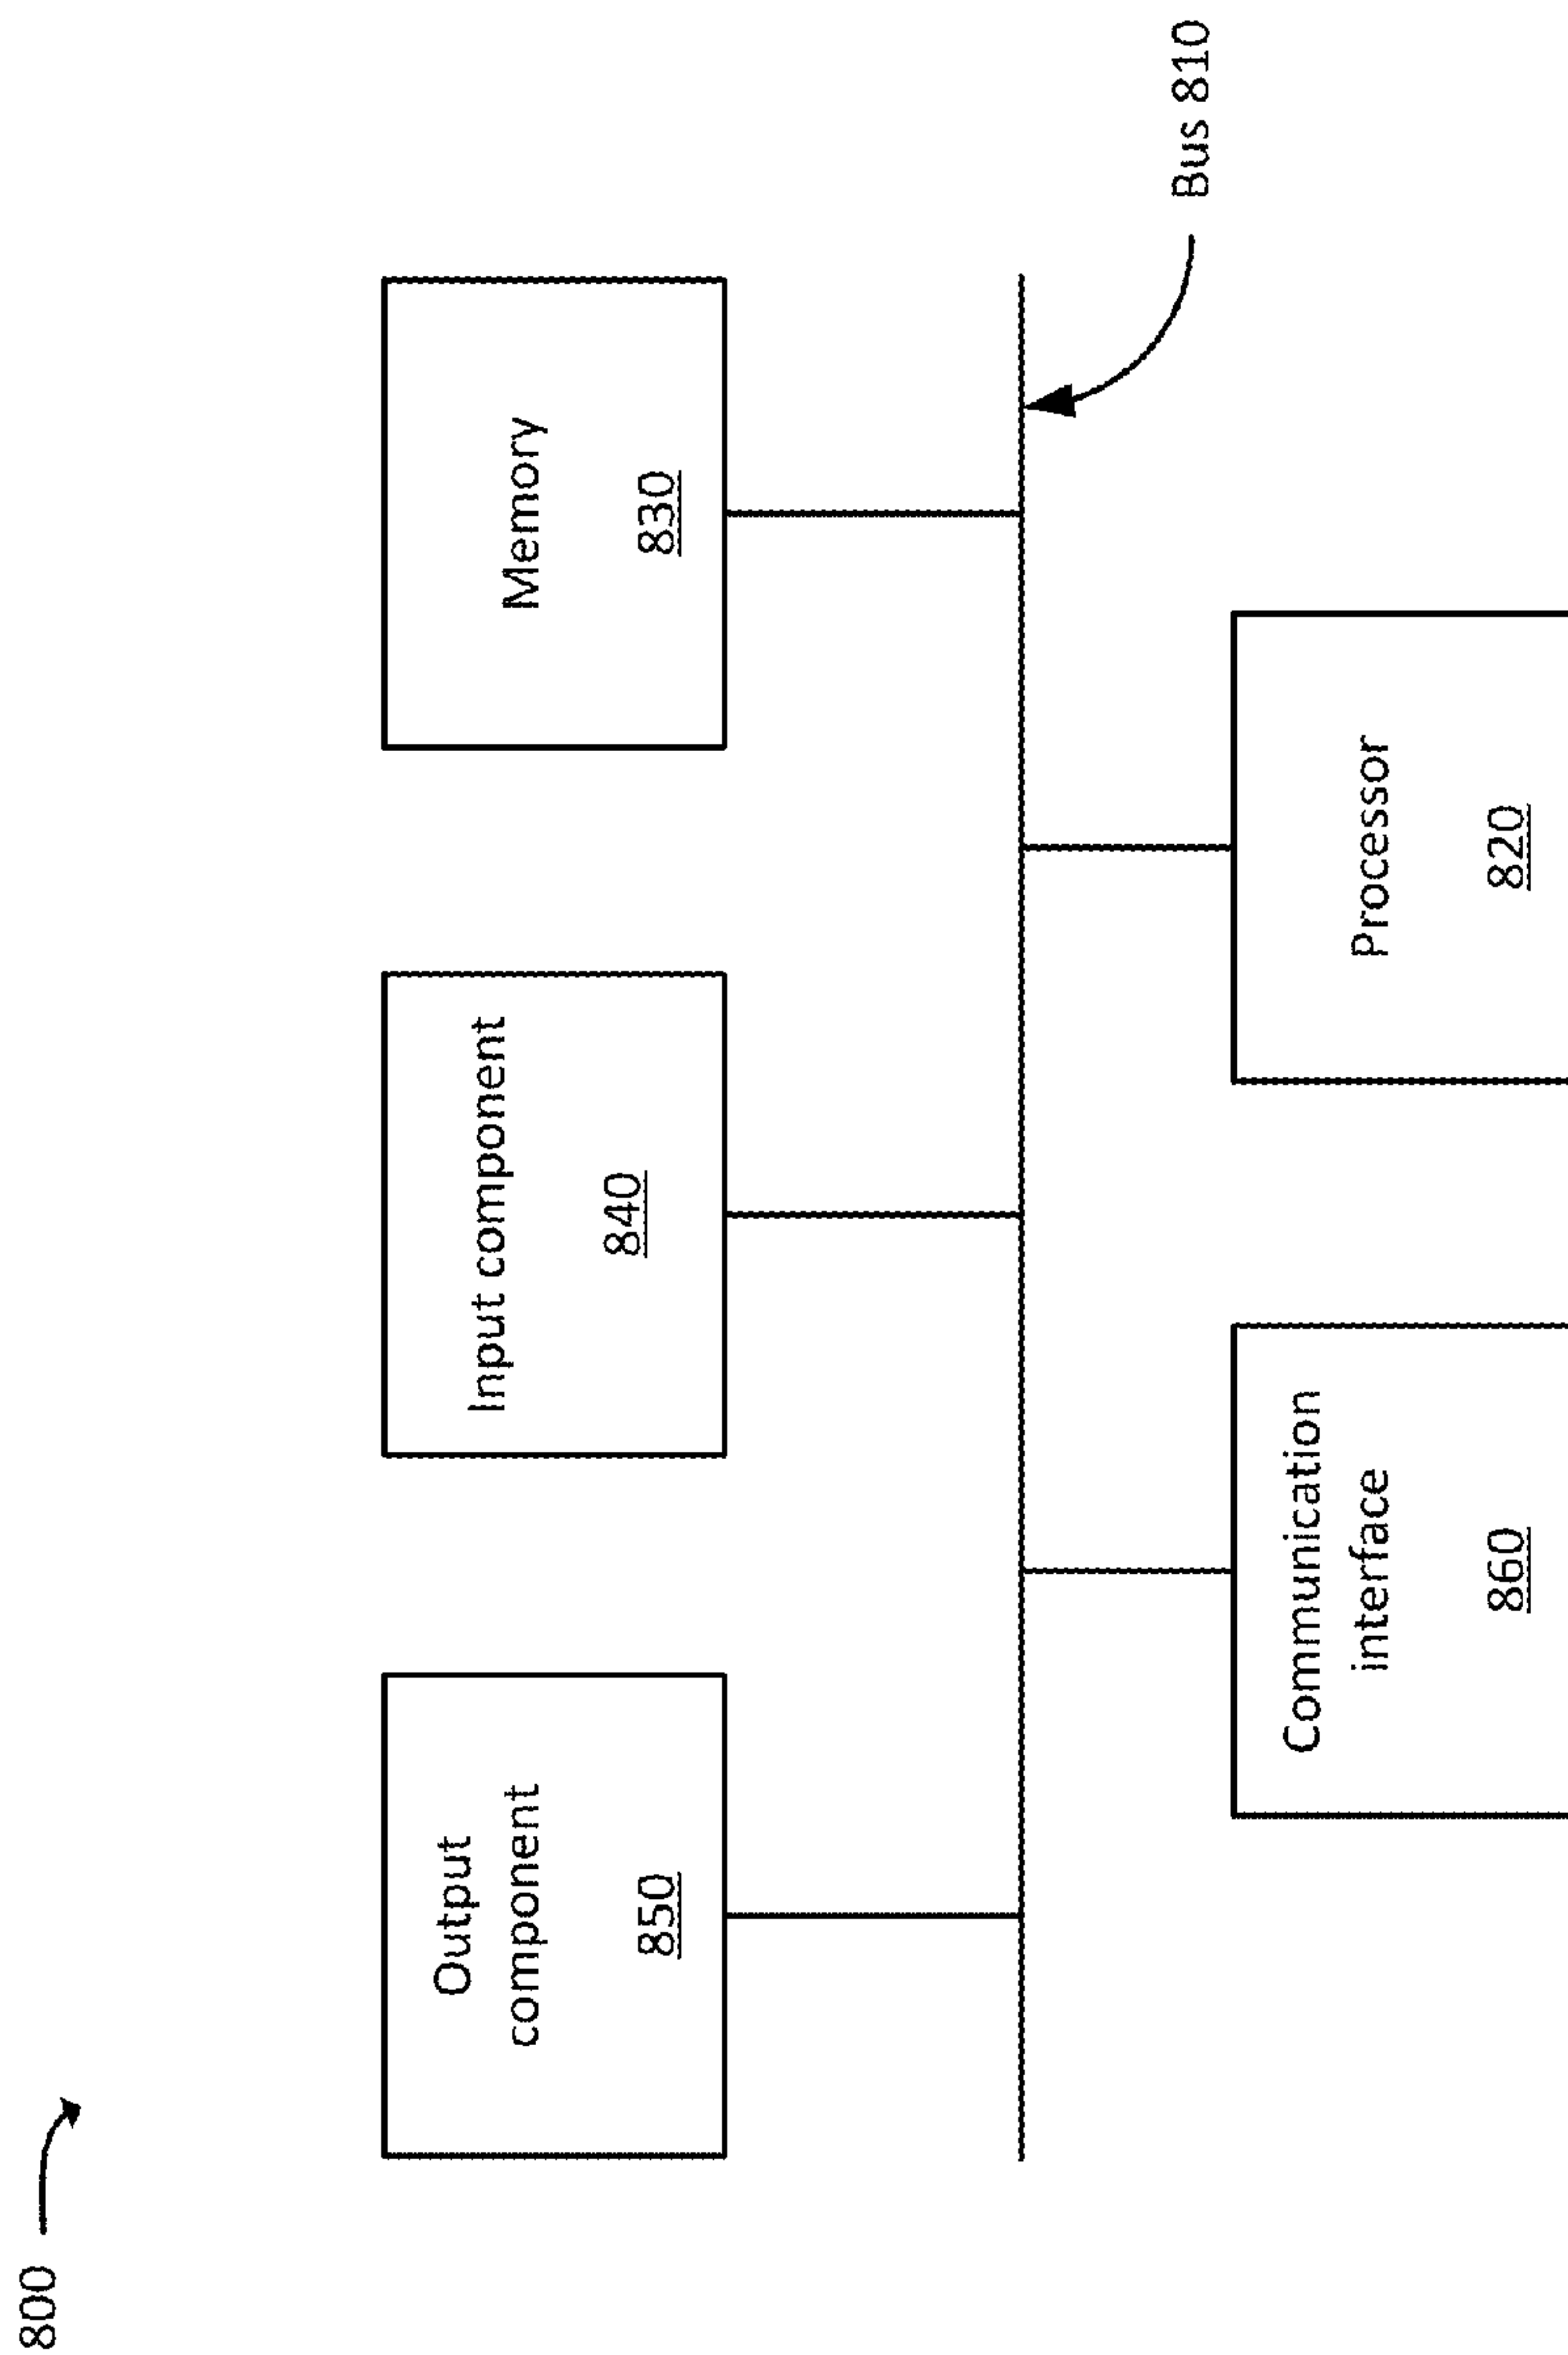 800
Output
component
850
Input component
840
Memory
830
Bus 810
Communication
interface
860
Processor
820